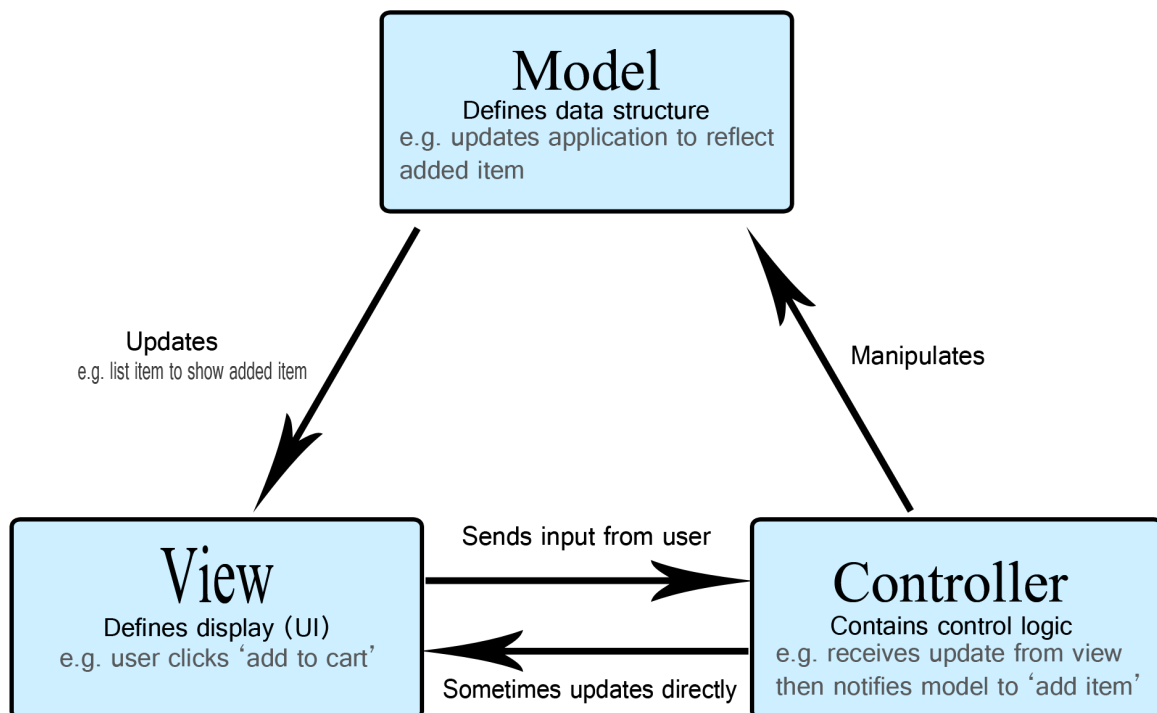 Model
Defines data structure
e.g. updates application to reflect
added item
Updates
e.g. list item to show added item
Manipulates
View
Defines display (UI)
e.g. user clicks ‘add to cart’
Sends input from user
Sometimes updates directly
Controller
Contains control logic
e.g. receives update from view
then notifies model to ‘add item’